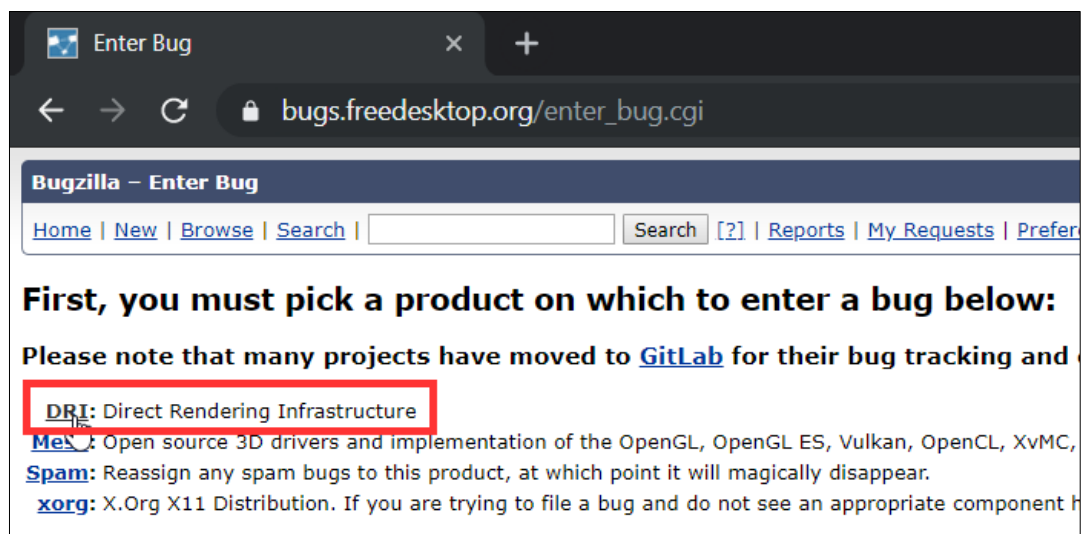 Enter Bug
bugs.freedesktop.org/enter_bug.cgi
Bugzilla – Enter Bug
Home | New | Browse | Search | Search [?] | Reports | My Requests |
First, you must pick a product on which to enter a bug below:
Please note that many projects have moved to GitLab for their bug tracking and
DRI: Direct Rendering Infrastructure
: Open source 3D drivers and implementation of the OpenGL, OpenGL ES, Vulkan, OpenCL, XvMC,
Spam: Reassign any spam bugs to this product, at which point it will magically disappear.
xorg: X.Org X11 Distribution. If you are trying to file a bug and do not see an appropriate component